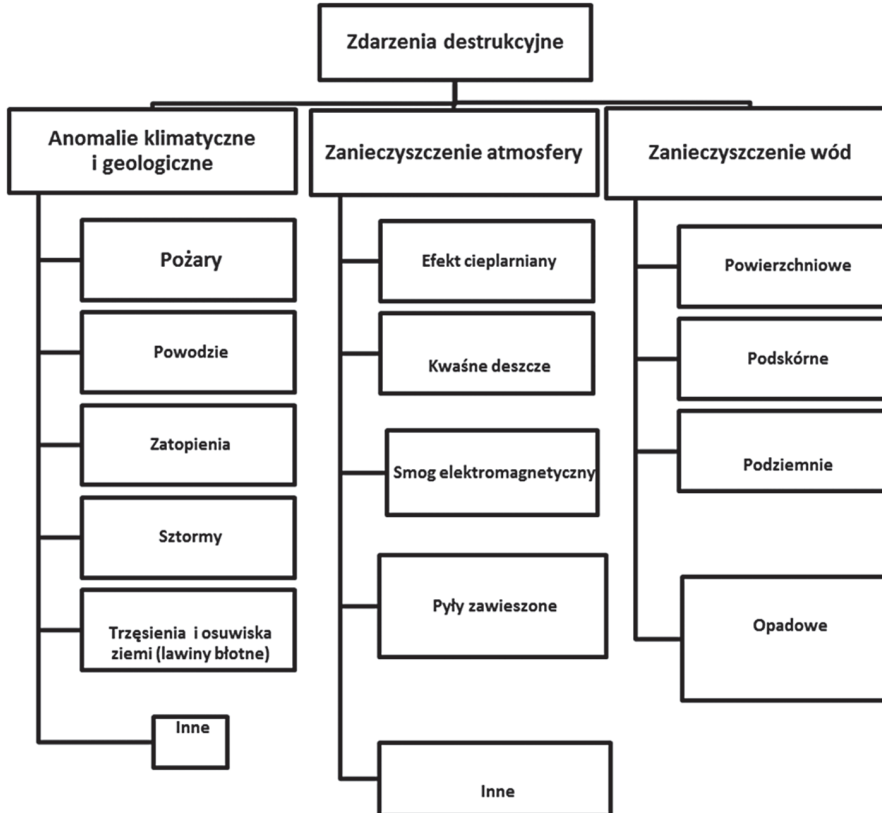 Zdarzenia destrukcyjne
Anomalie klimatyczne
i geologiczne
Pożary
Powodzie
Zatopienia
Sztormy
Trzęsienia i osuwiska
ziemi (lawiny błotne)
Inne
Zanieczyszczenie atmosfery
Efekt cieplarniany
Kwaśne deszcze
Smog elektromagnetyczny
Pyły zawieszone
Inne
Zanieczyszczenie wód
Powierzchniowe
Podskórne
Podziemnie
Opadowe